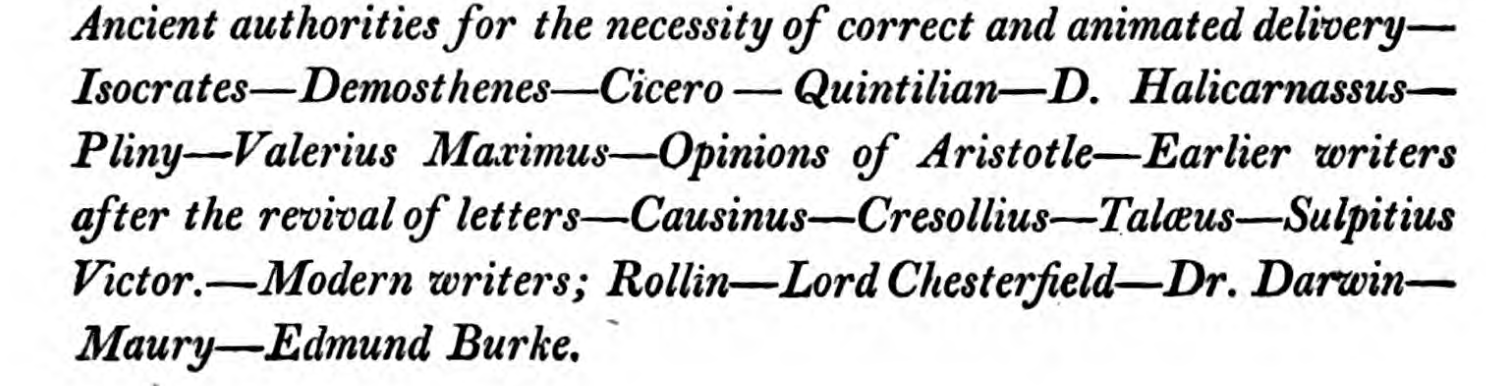 Ancient authorities for the necessity of correct and animated delivery—
Isocrates—Demosthenes—Cicero — Quintilian—D. Halicarnassus—
Pliny—Valerius Maximus—Opinions of Aristotle—Earlier writers
after the revival of letters—Causinus—Cresollius—Talæus—Sulpitius
Victor.—Modern writers; Rollin—Lord Chesterfield—Dr. Darwin—
Maury—Edmund Burke.